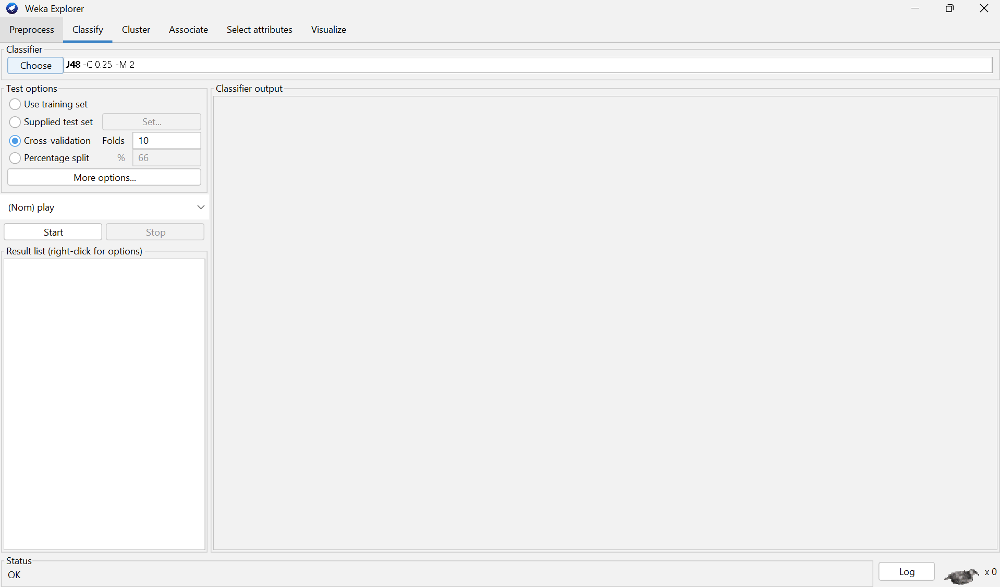 Weka Explorer
Preprocess Classify Cluster Associate Select attributes Visualize
Classifier
Choose J48 -C 0.25 -M 2
Test options
Use training set
Supplied test set Set...
Cross-validation Folds 10
Percentage split % 66
More options...
(Nom) play
Start Stop
Result list (right-click for options)
Classifier output
Status
OK
Log x 0